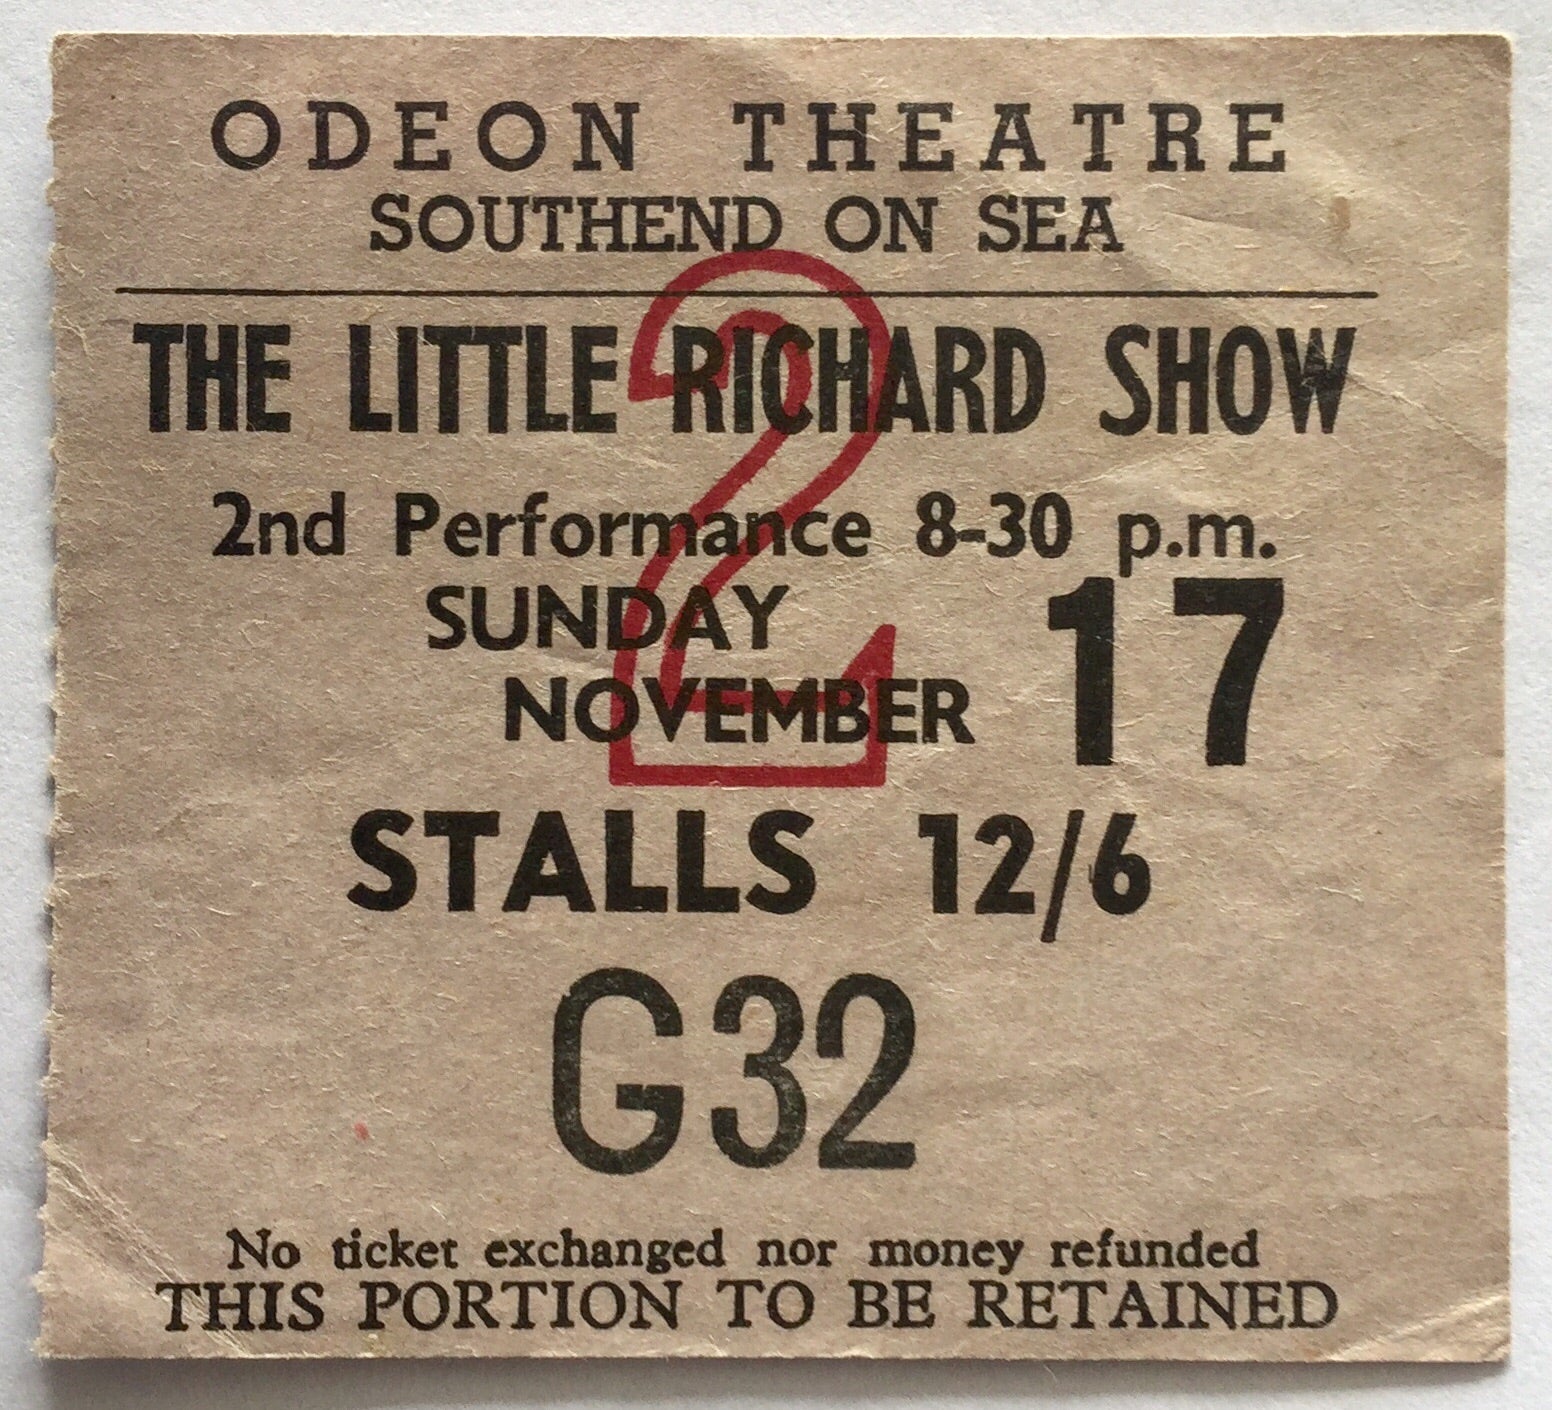 ODEON THEATRE
SOUTHEND ON SEA
THE LITTLE RICHARD SHOW
2
2nd Performance 8-30 p.m.
SUNDAY
NOVEMBER 17
STALLS 12/6
G32
No ticket exchanged nor money refunded
THIS PORTION TO BE RETAINED